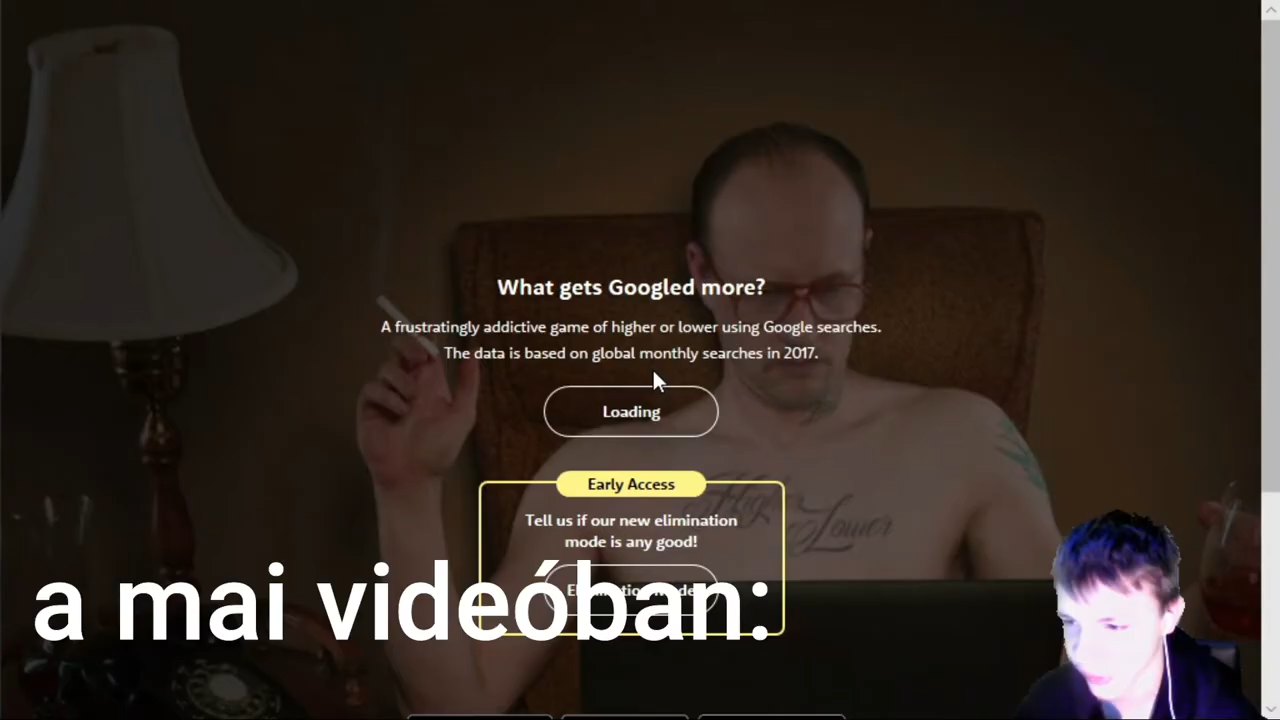 What gets Googled more?
A frustratingly addictive game of higher or lower using Google searches.
The data is based on global monthly searches in 2017.
Loading
Early Access
Tell us if our new elimination
mode is any good!
Higher
Lower
a mai videóban: